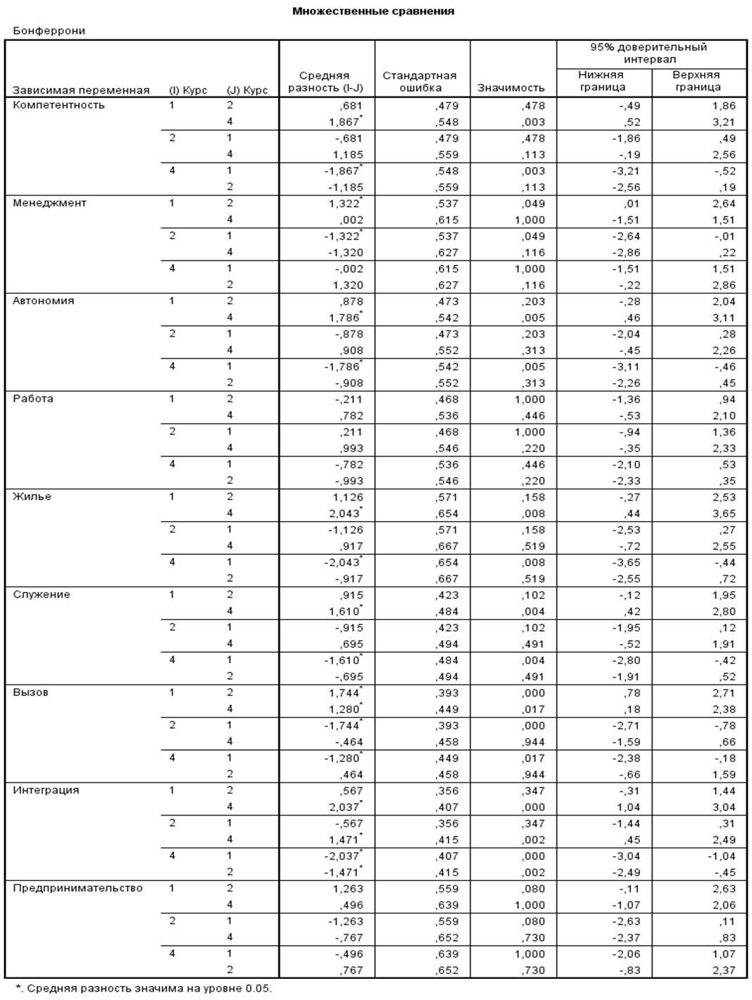 Множественные сравнения
Бонферрони
95% доверительный
интервал
Зависимая переменная (I) Курс (J) Курс Средняя разность (I-J) Стандартная ошибка Значимость Нижняя граница Верхняя граница
Компетентность 1 2 ,681 ,479 ,478 -,49 1,86
4 1,867* ,548 ,003 ,52 3,21
2 1 -,681 ,479 ,478 -1,86 ,49
4 1,185 ,559 ,113 -,19 2,56
4 1 -1,867* ,548 ,003 -3,21 -,52
2 -1,185 ,559 ,113 -2,56 ,19
Менеджмент 1 2 1,322* ,537 ,049 ,01 2,64
4 ,002 ,615 1,000 -1,51 1,51
2 1 -1,322* ,537 ,049 -2,64 -,01
4 -1,320 ,627 ,116 -2,86 ,22
4 1 -,002 ,615 1,000 -1,51 1,51
2 1,320 ,627 ,116 -,22 2,86
Автономия 1 2 ,878 ,473 ,203 -,28 2,04
4 1,786* ,542 ,005 ,46 3,11
2 1 -,878 ,473 ,203 -2,04 ,28
4 ,908 ,552 ,313 -,45 2,26
4 1 -1,786* ,542 ,005 -3,11 -,46
2 -,908 ,552 ,313 -2,26 ,45
Работа 1 2 -,211 ,468 1,000 -1,36 ,94
4 ,782 ,536 ,446 -,53 2,10
2 1 ,211 ,468 1,000 -,94 1,36
4 ,993 ,546 ,220 -,35 2,33
4 1 -,782 ,536 ,446 -2,10 ,53
2 -,993 ,546 ,220 -2,33 ,35
Жилье 1 2 1,126 ,571 ,158 -,27 2,53
4 2,043* ,654 ,008 ,44 3,65
2 1 -1,126 ,571 ,158 -2,53 ,27
4 ,917 ,667 ,519 -,72 2,55
4 1 -2,043* ,654 ,008 -3,65 -,44
2 -,917 ,667 ,519 -2,55 ,72
Служение 1 2 ,915 ,423 ,102 -,12 1,95
4 1,610* ,484 ,004 ,42 2,80
2 1 -,915 ,423 ,102 -1,95 ,12
4 ,695 ,494 ,491 -,52 1,91
4 1 -1,610* ,484 ,004 -2,80 -,42
2 -,695 ,494 ,491 -1,91 ,52
Вызов 1 2 1,744* ,393 ,000 ,78 2,71
4 1,280* ,449 ,017 ,18 2,38
2 1 -1,744* ,393 ,000 -2,71 -,78
4 -,464 ,458 ,944 -1,59 ,66
4 1 -1,280* ,449 ,017 -2,38 -,18
2 ,464 ,458 ,944 -,66 1,59
Интеграция 1 2 ,567 ,356 ,347 -,31 1,44
4 2,037* ,407 ,000 1,04 3,04
2 1 -,567 ,356 ,347 -1,44 ,31
4 1,471* ,415 ,002 ,45 2,49
4 1 -2,037* ,407 ,000 -3,04 -1,04
2 -1,471* ,415 ,002 -2,49 -,45
Предпринимательство 1 2 1,263 ,559 ,080 -,11 2,63
4 ,496 ,639 1,000 -1,07 2,06
2 1 -1,263 ,559 ,080 -2,63 ,11
4 -,767 ,652 ,730 -2,37 ,83
4 1 -,496 ,639 1,000 -2,06 1,07
2 ,767 ,652 ,730 -,83 2,37
*. Средняя разность значима на уровне 0.05.